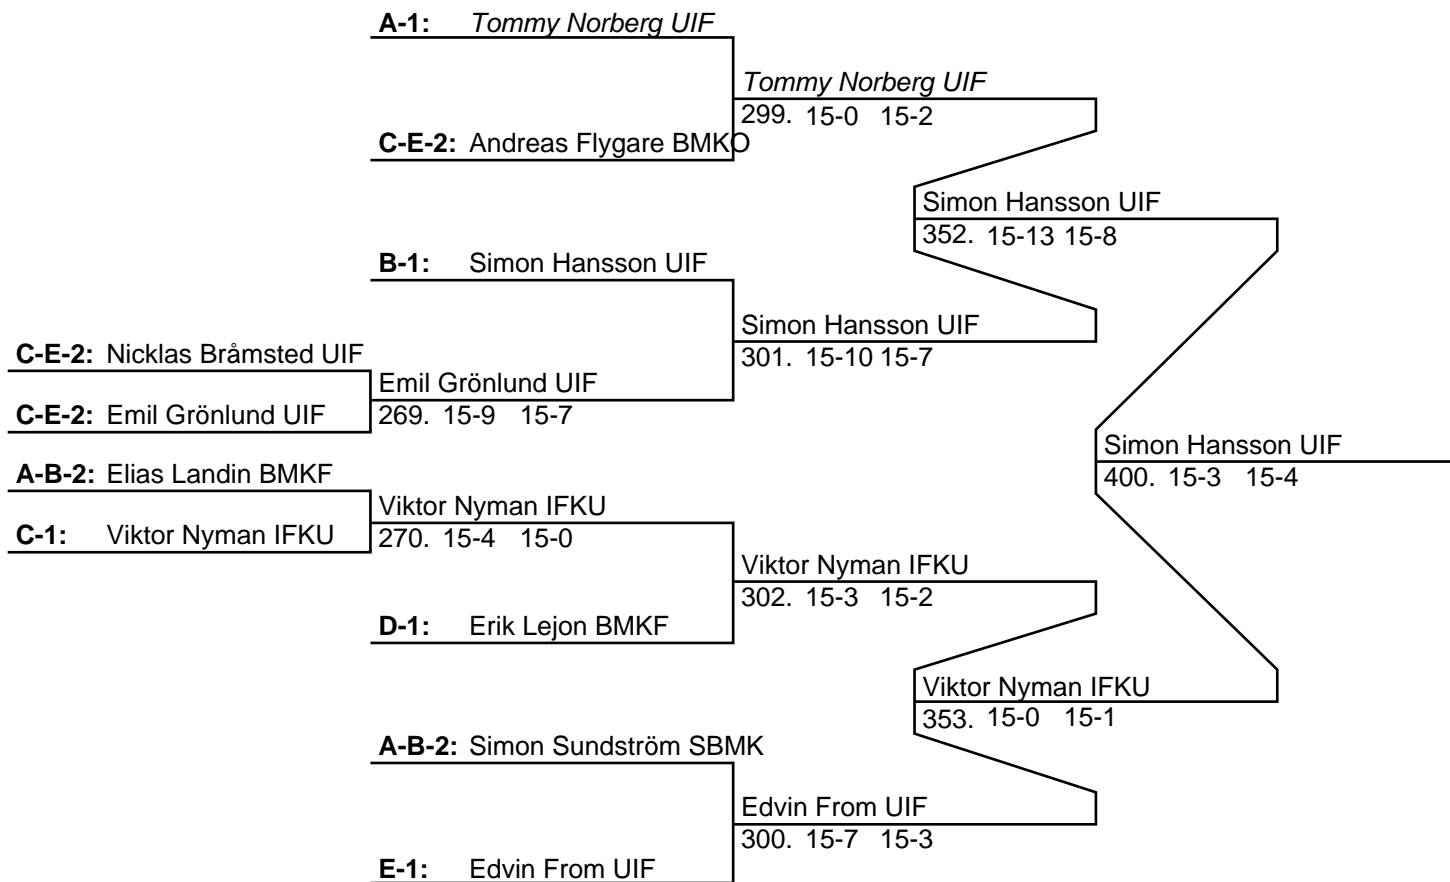 A-1: Tommy Norberg UIF
Tommy Norberg UIF
299. 15-0 15-2
C-E-2: Andreas Flygare BMKO
Simon Hansson UIF
352. 15-13 15-8
B-1: Simon Hansson UIF
Simon Hansson UIF
301. 15-10 15-7
C-E-2: Nicklas Bråmsted UIF
Emil Grönlund UIF
269. 15-9 15-7
C-E-2: Emil Grönlund UIF
Simon Hansson UIF
400. 15-3 15-4
A-B-2: Elias Landin BMKF
Viktor Nyman IFKU
270. 15-4 15-0
C-1: Viktor Nyman IFKU
Viktor Nyman IFKU
302. 15-3 15-2
D-1: Erik Lejon BMKF
Viktor Nyman IFKU
353. 15-0 15-1
A-B-2: Simon Sundström SBMK
Edvin From UIF
300. 15-7 15-3
E-1: Edvin From UIF